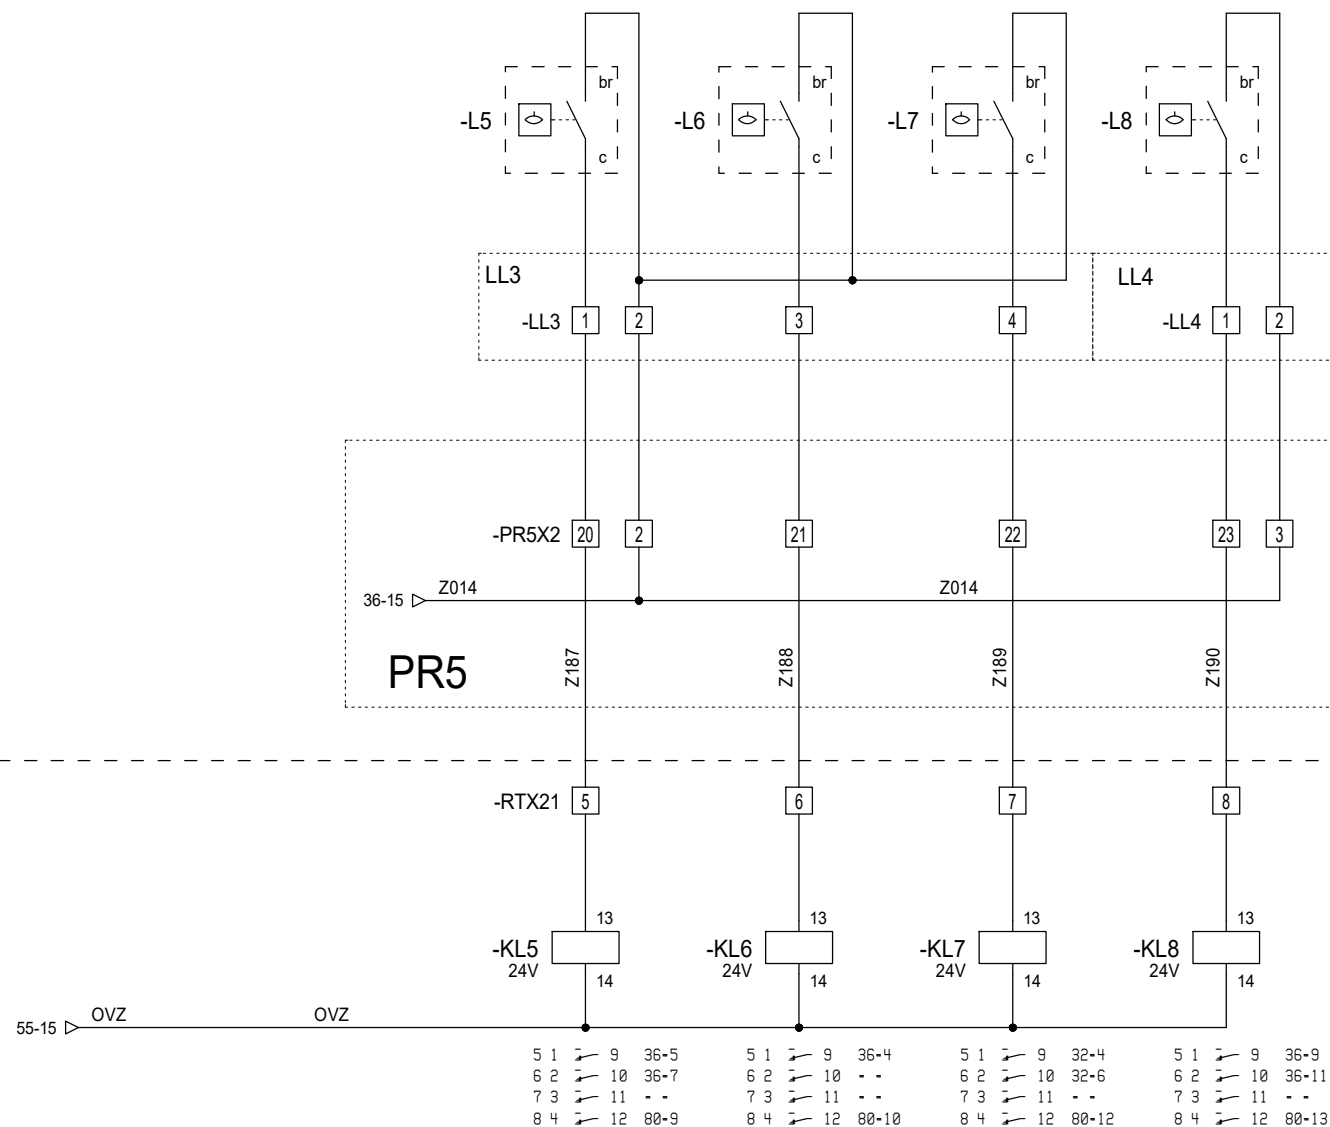 br br br br
-L5 -L6 -L7 -L8
c c c c
LL3 LL4
-LL3 1 2 3 4 -LL4 1 2
-PR5X2 20 2 21 22 23 3
36-15 Z014 Z014
PR5 Z187 Z188 Z189 Z190
-RTX21 5 6 7 8
13 13 13 13
-KL5 -KL6 -KL7 -KL8
24V 24V 24V 24V
14 14 14 14
55-15 OVZ OVZ
5 1 9 36-5 5 1 9 36-4 5 1 9 32-4 5 1 9 36-9
6 2 10 36-7 6 2 10 - - 6 2 10 32-6 6 2 10 36-11
7 3 11 - - 7 3 11 - - 7 3 11 - - 7 3 11 - -
8 4 12 80-9 8 4 12 80-10 8 4 12 80-12 8 4 12 80-13